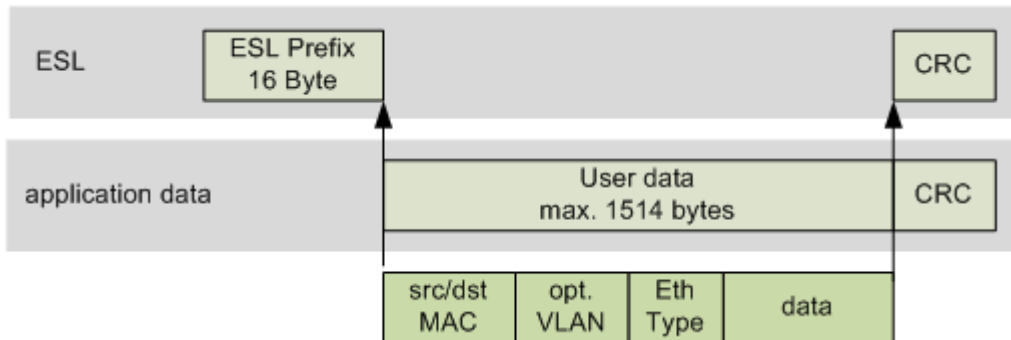 ESL
ESL Prefix
16 Byte
CRC
application data
User data
max. 1514 bytes
CRC
src/dst
MAC
opt.
VLAN
Eth
Type
data